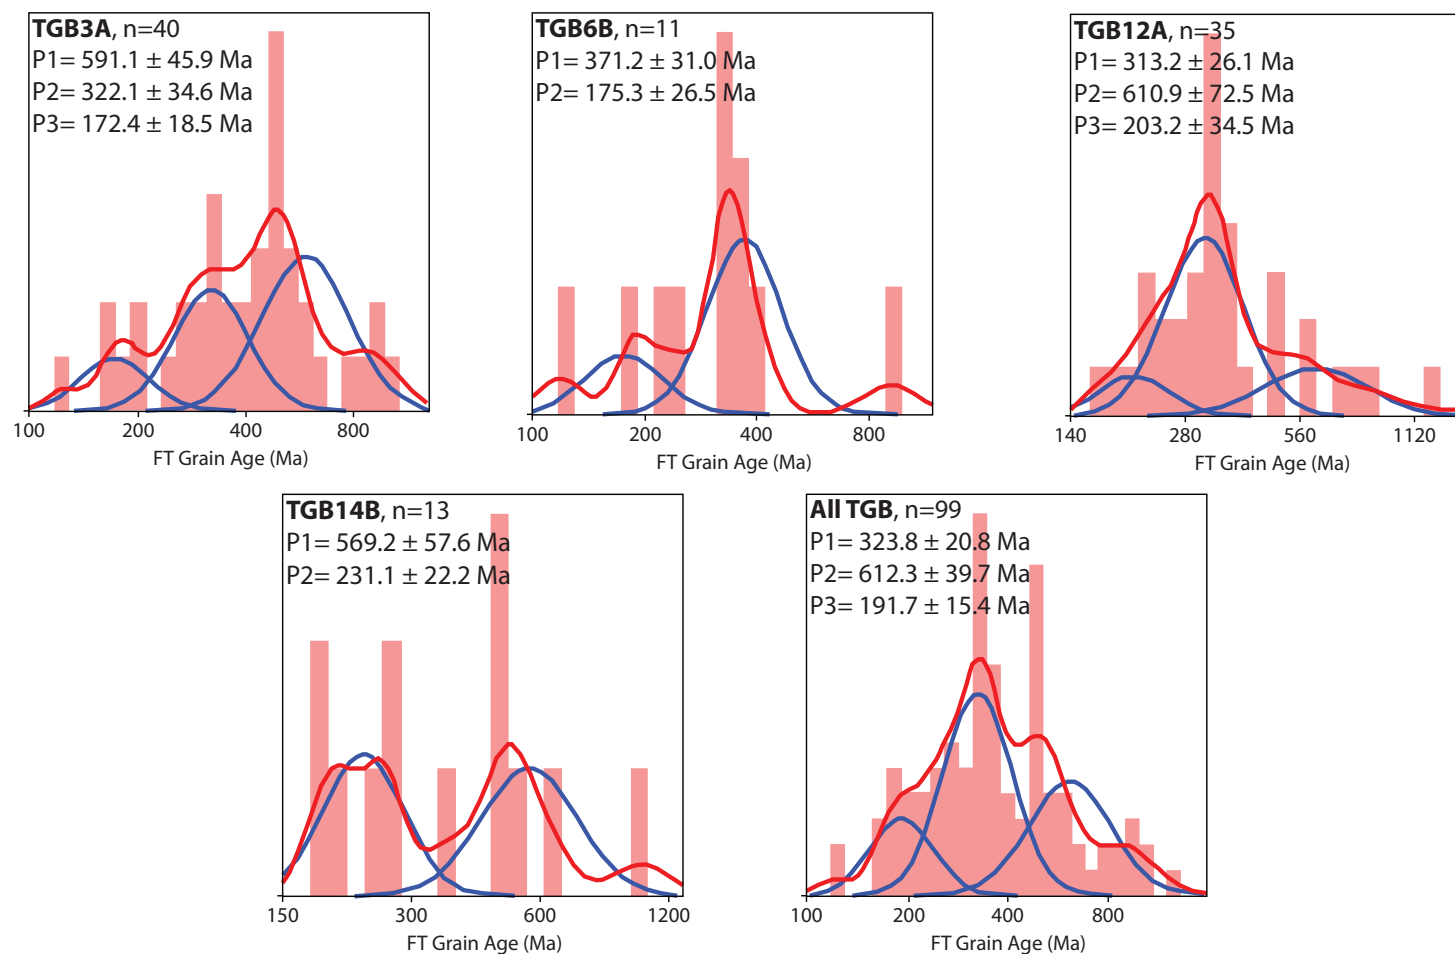 TGB3A, n=40
P1= 591.1 ± 45.9 Ma
P2= 322.1 ± 34.6 Ma
P3= 172.4 ± 18.5 Ma
100 200 400 800
FT Grain Age (Ma)
TGB6B, n=11
P1= 371.2 ± 31.0 Ma
P2= 175.3 ± 26.5 Ma
100 200 400 800
FT Grain Age (Ma)
TGB12A, n=35
P1= 313.2 ± 26.1 Ma
P2= 610.9 ± 72.5 Ma
P3= 203.2 ± 34.5 Ma
140 280 560 1120
FT Grain Age (Ma)
TGB14B, n=13
P1= 569.2 ± 57.6 Ma
P2= 231.1 ± 22.2 Ma
150 300 600 1200
FT Grain Age (Ma)
All TGB, n=99
P1= 323.8 ± 20.8 Ma
P2= 612.3 ± 39.7 Ma
P3= 191.7 ± 15.4 Ma
100 200 400 800
FT Grain Age (Ma)